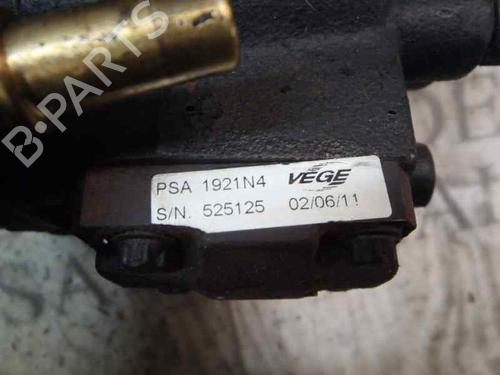 B-PARTS
PSA 1921N4 VEGE
S/N. 525125 02/06/11